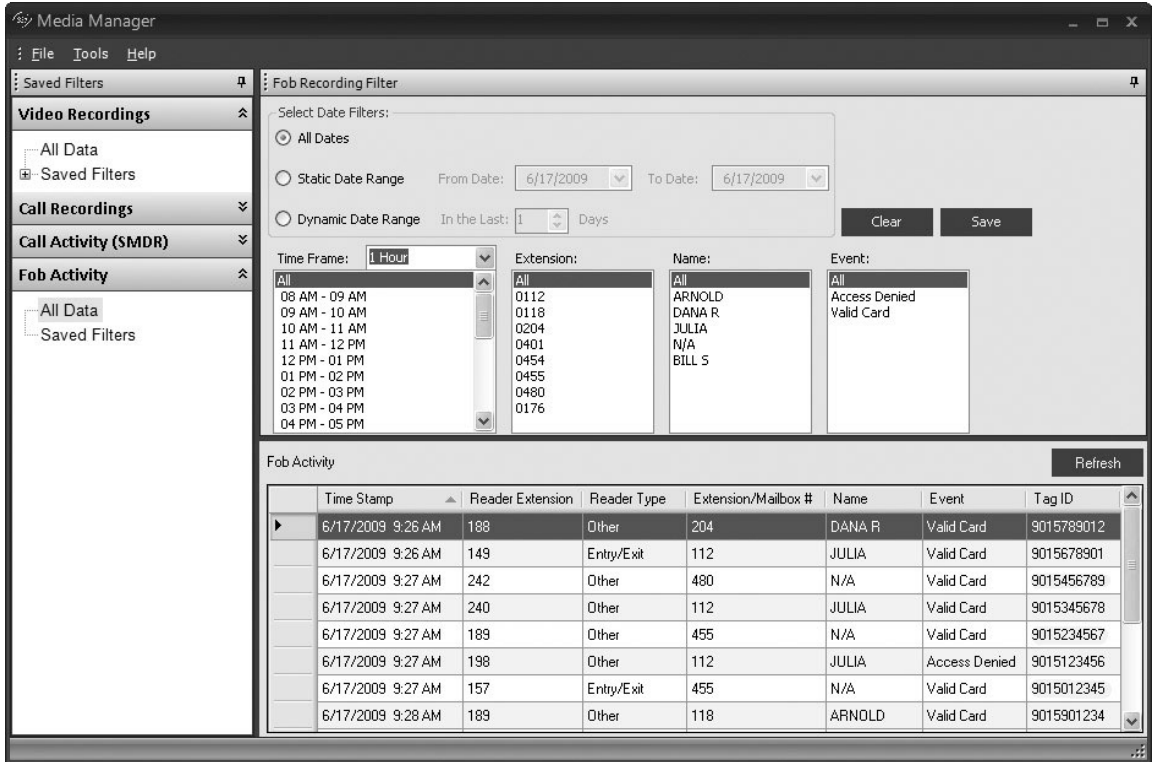 Media Manager
File Tools Help
Saved Filters
Video Recordings
All Data
Saved Filters
Call Recordings
Call Activity (SMDR)
Fob Activity
All Data
Saved Filters
Fob Recording Filter
Select Date Filters:
All Dates
Static Date Range From Date: 6/17/2009 To Date: 6/17/2009
Dynamic Date Range In the Last: 1 Days
Clear Save
Time Frame: 1 Hour
All
08 AM - 09 AM
09 AM - 10 AM
10 AM - 11 AM
11 AM - 12 PM
12 PM - 01 PM
01 PM - 02 PM
02 PM - 03 PM
03 PM - 04 PM
04 PM - 05 PM
Extension:
All
0112
0118
0204
0401
0454
0455
0480
0176
Name:
All
ARNOLD
DANA R
JULIA
N/A
BILL S
Event:
All
Access Denied
Valid Card
Fob Activity
Refresh
Time Stamp Reader Extension Reader Type Extension/Mailbox # Name Event Tag ID
6/17/2009 9:26 AM 188 Other 204 DANA R Valid Card 9015789012
6/17/2009 9:26 AM 149 Entry/Exit 112 JULIA Valid Card 9015678901
6/17/2009 9:27 AM 242 Other 480 N/A Valid Card 9015456789
6/17/2009 9:27 AM 240 Other 112 JULIA Valid Card 9015345678
6/17/2009 9:27 AM 189 Other 455 N/A Valid Card 9015234567
6/17/2009 9:27 AM 198 Other 112 JULIA Access Denied 9015123456
6/17/2009 9:27 AM 157 Entry/Exit 455 N/A Valid Card 9015012345
6/17/2009 9:28 AM 189 Other 118 ARNOLD Valid Card 9015901234